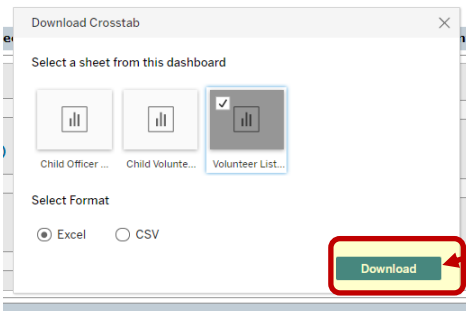 Download Crosstab
Select a sheet from this dashboard
Child Officer ...
Child Volunte...
Volunteer List...
Select Format
Excel
CSV
Download